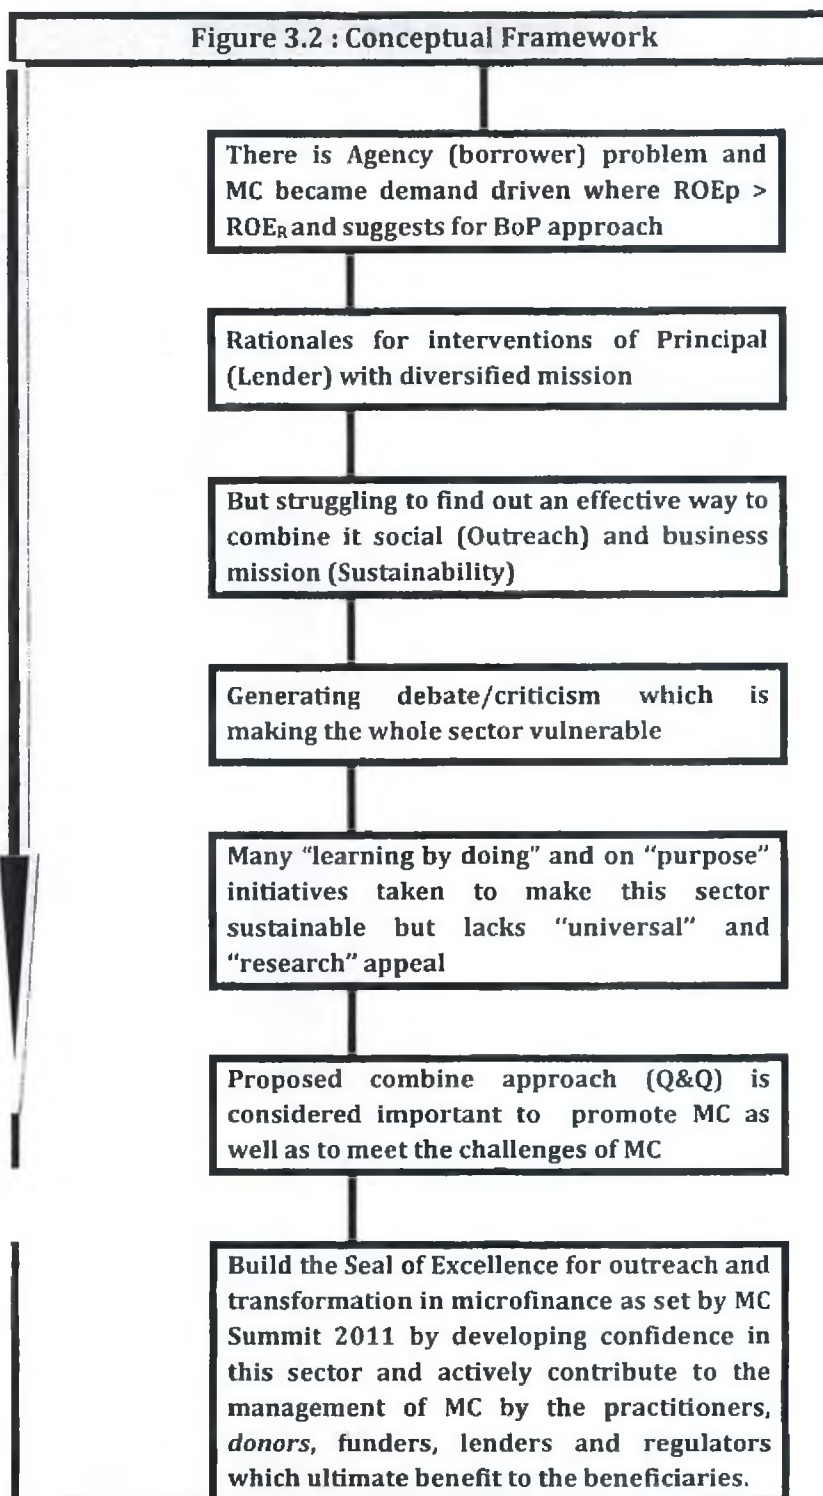 Figure 3.2 : Conceptual Framework
There is Agency (borrower) problem and
MC became demand driven where ROEp >
ROE_R and suggests for BoP approach
Rationales for interventions of Principal
(Lender) with diversified mission
But struggling to find out an effective way to
combine it social (Outreach) and business
mission (Sustainability)
Generating debate/criticism which is
making the whole sector vulnerable
Many “learning by doing” and on “purpose”
initiatives taken to make this sector
sustainable but lacks “universal” and
“research” appeal
Proposed combine approach (Q&Q) is
considered important to promote MC as
well as to meet the challenges of MC
Build the Seal of Excellence for outreach and
transformation in microfinance as set by MC
Summit 2011 by developing confidence in
this sector and actively contribute to the
management of MC by the practitioners,
donors, funders, lenders and regulators
which ultimate benefit to the beneficiaries.